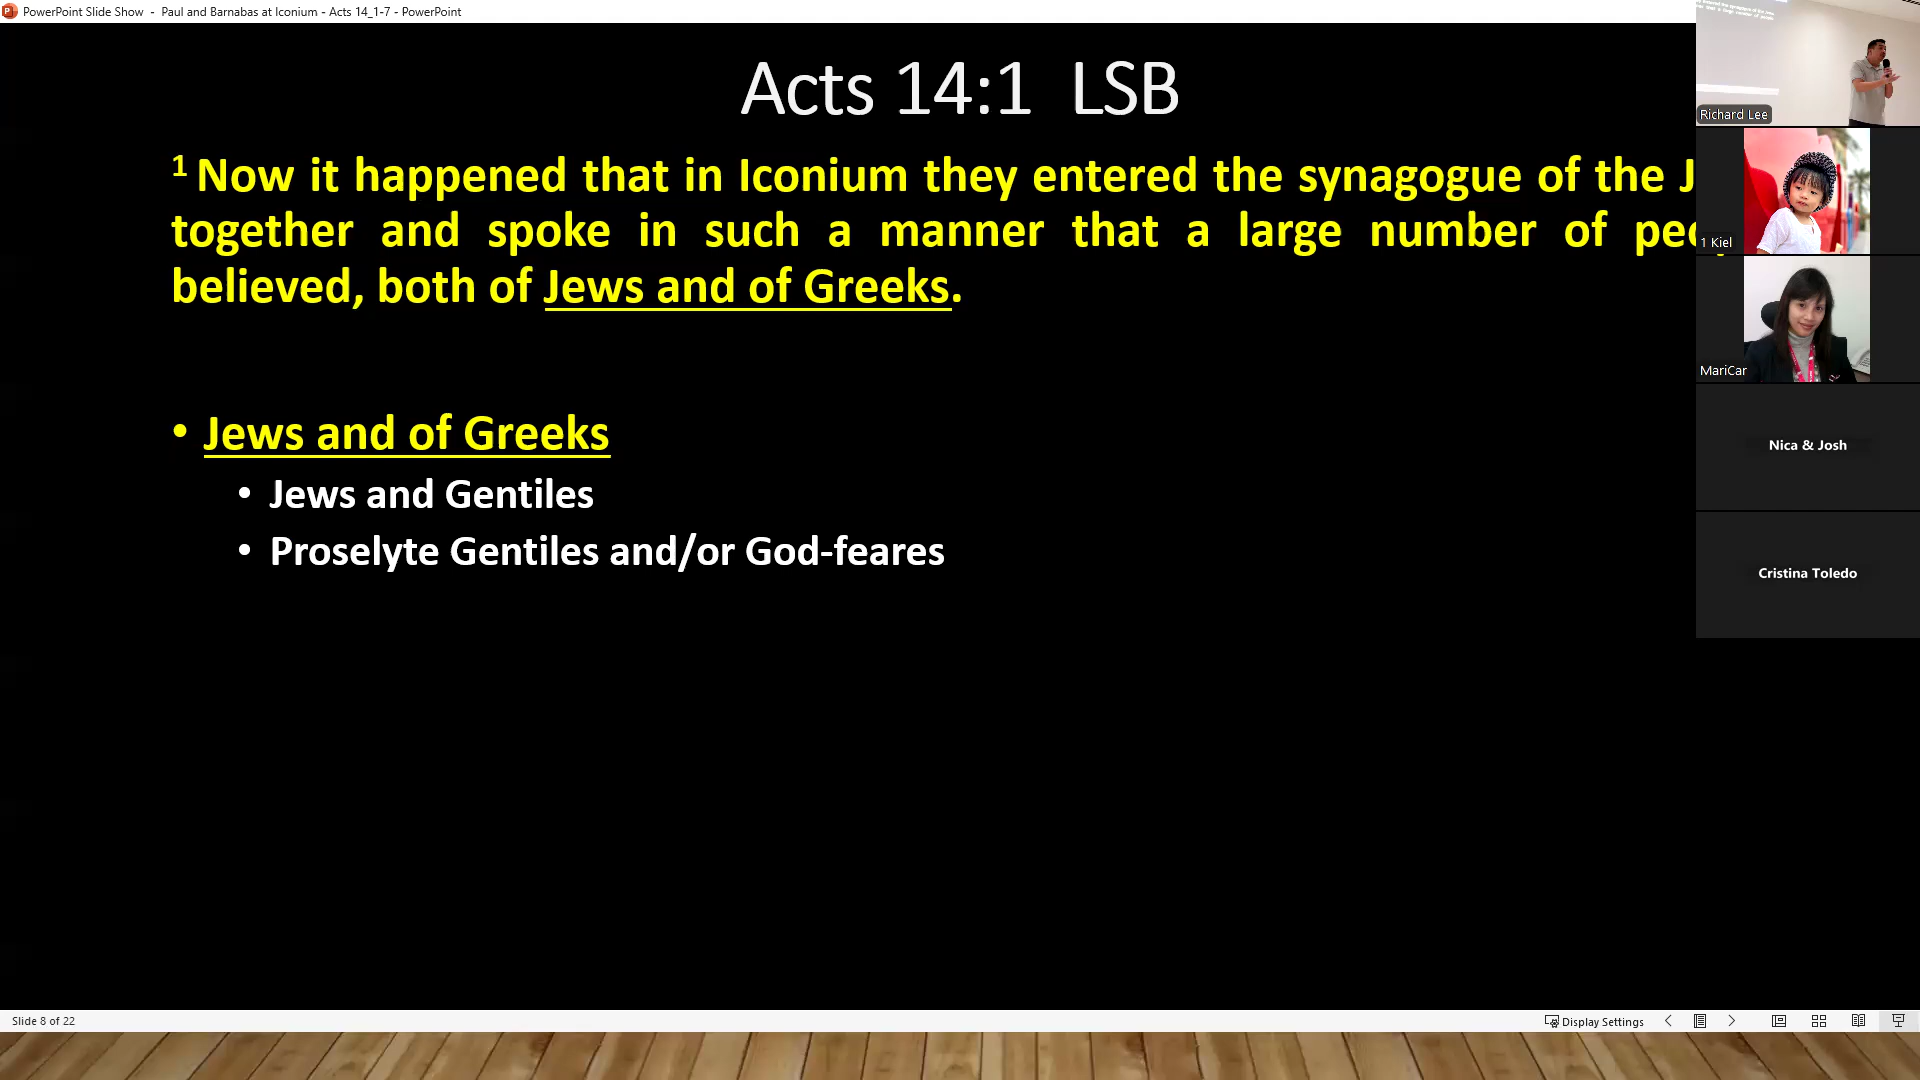 PowerPoint Slide Show - Paul and Barnabas at Iconium - Acts 14_1-7 - PowerPoint
Acts 14:1 LSB
1 Now it happened that in Iconium they entered the synagogue of the
together and spoke in such a manner that a large number of
believed, both of Jews and of Greeks.
• Jews and of Greeks
• Jews and Gentiles
• Proselyte Gentiles and/or God-feares
Richard Lee
1 Kiel
MariCar
Nica & Josh
Cristina Toledo
Slide 8 of 22
Display Settings